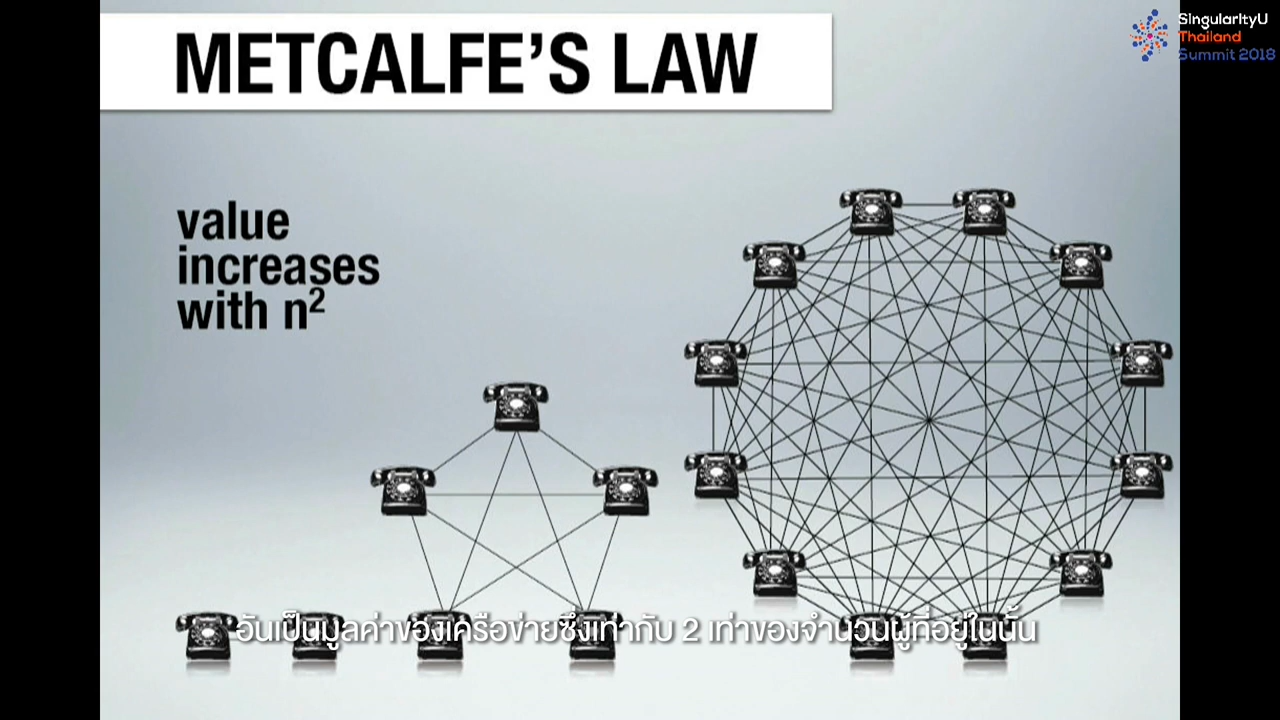 METCALFE'S LAW
SingularityU
Thailand
Summit 2018
value
increases
with n²
อันเป็นมูลค่าของเครือข่ายซึ่งเท่ากับ 2 เท่าของจำนวนผู้ที่อยู่ในนั้น